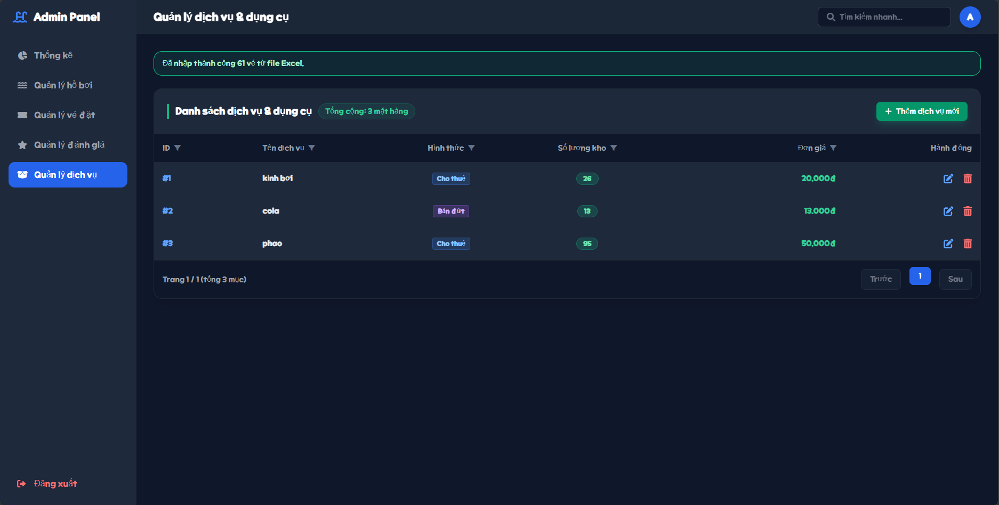 Admin Panel
Quản lý dịch vụ & dụng cụ
Tìm kiếm nhanh...
A
Thống kê
Quản lý hồ bơi
Quản lý vé đặt
Quản lý đánh giá
Quản lý dịch vụ
Đăng xuất
Đã nhập thành công 61 vé từ file Excel.
Danh sách dịch vụ & dụng cụ
Tổng cộng: 3 mặt hàng
+ Thêm dịch vụ mới
ID Tên dịch vụ Hình thức Số lượng kho Đơn giá Hành động
#1 kính bơi Cho thuê 26 20.000đ
#2 cola Bán đứt 13 13.000đ
#3 phao Cho thuê 95 50.000đ
Trang 1 / 1 (tổng 3 mục)
Trước 1 Sau